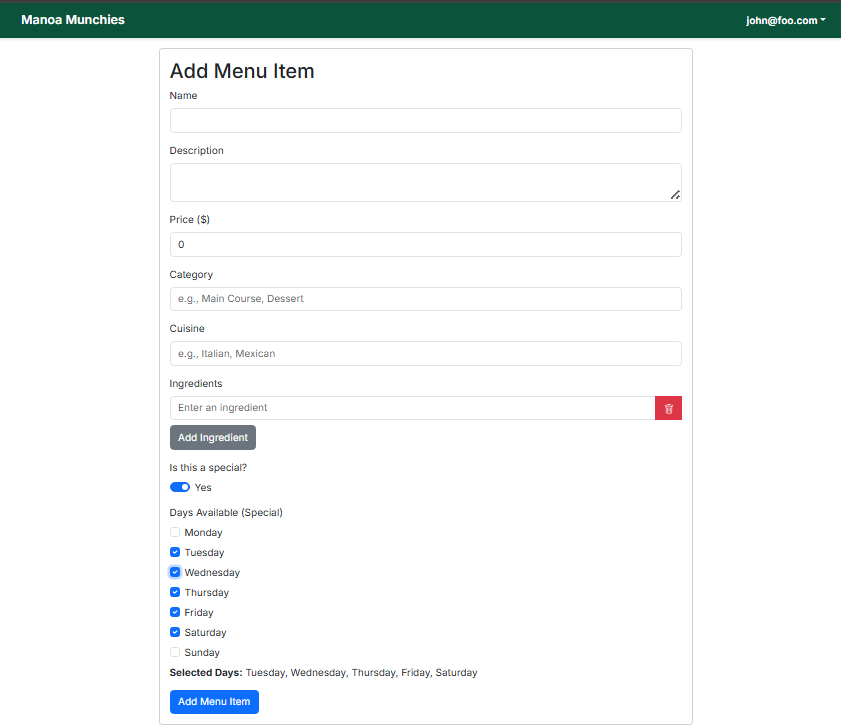 Manoa Munchies john@foo.com
Add Menu Item
Name
Description
Price ($)
0
Category
e.g., Main Course, Dessert
Cuisine
e.g., Italian, Mexican
Ingredients
Enter an ingredient
Add Ingredient
Is this a special?
Yes
Days Available (Special)
Monday
Tuesday
Wednesday
Thursday
Friday
Saturday
Sunday
Selected Days: Tuesday, Wednesday, Thursday, Friday, Saturday
Add Menu Item